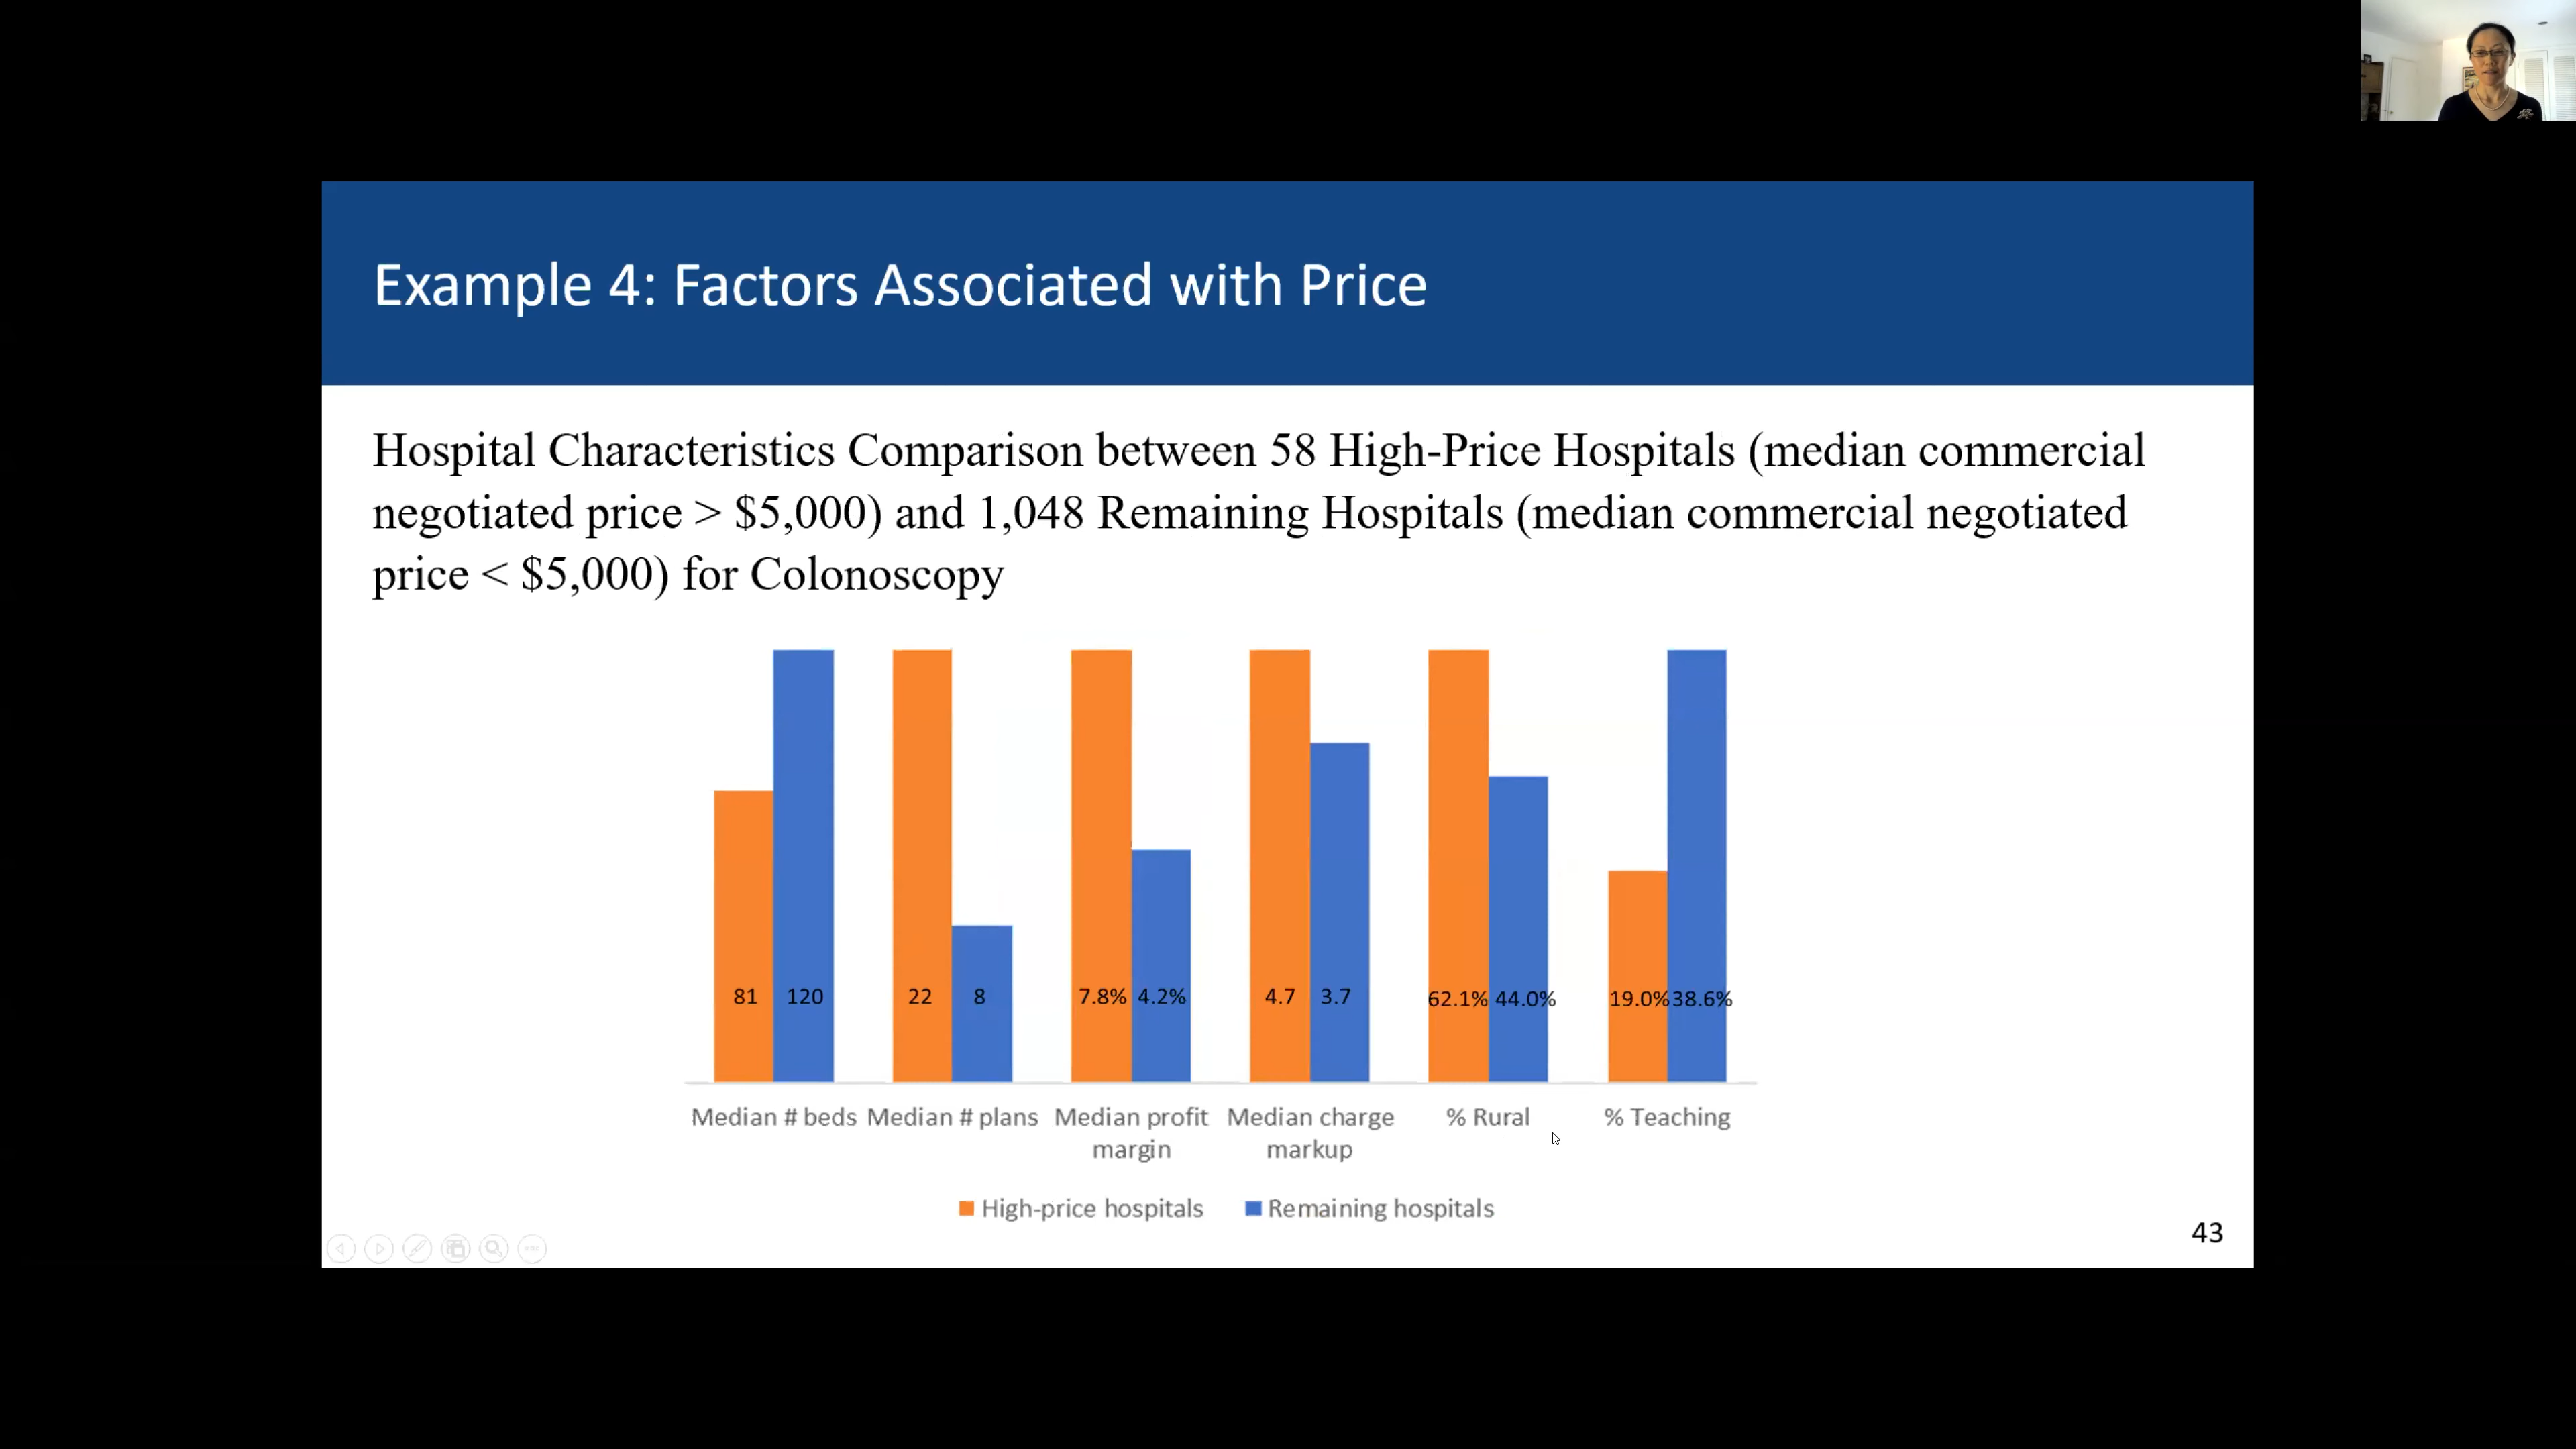 Example 4: Factors Associated with Price
Hospital Characteristics Comparison between 58 High-Price Hospitals (median commercial
negotiated price > $5,000) and 1,048 Remaining Hospitals (median commercial negotiated
price < $5,000) for Colonoscopy
81 120 22 8 7.8% 4.2% 4.7 3.7 62.1% 44.0% 19.0% 38.6%
Median # beds Median # plans Median profit Median charge % Rural % Teaching
margin markup
High-price hospitals Remaining hospitals
43